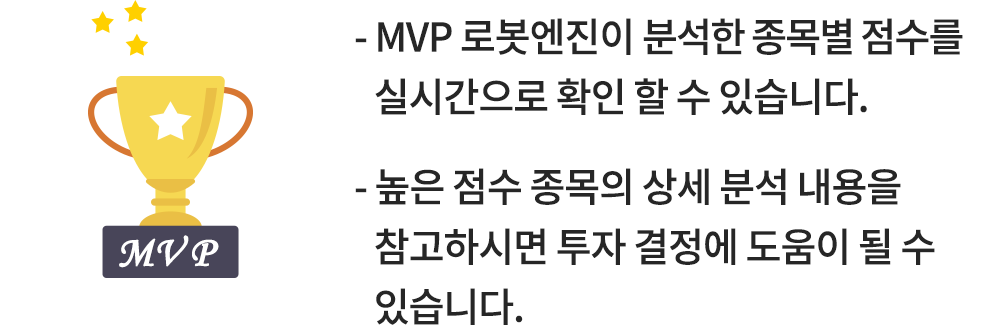 - MVP 로봇엔진이 분석한 종목별 점수를
실시간으로 확인 할 수 있습니다.
- 높은 점수 종목의 상세 분석 내용을
참고하시면 투자 결정에 도움이 될 수
있습니다.
MVP